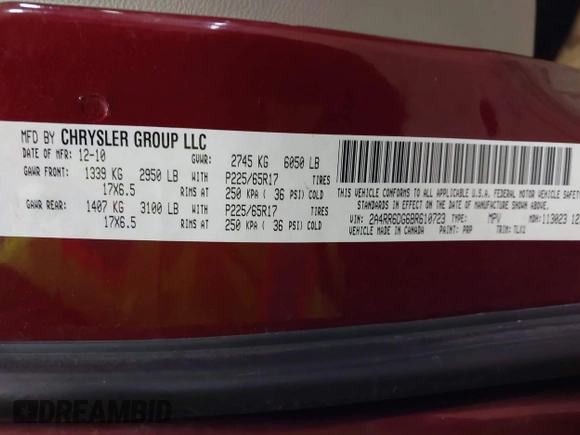 MFD BY CHRYSLER GROUP LLC
DATE OF MFR: 12-10 GVWR: 2745 KG 6050 LB
GAWR FRONT: 1339 KG 2950 LB WITH P225/65R17 TIRES
17X6.5 RIMS AT 250 KPA ( 36 PSI) COLD
GAWR REAR: 1407 KG 3100 LB WITH P225/65R17 TIRES
17X6.5 RIMS AT 250 KPA ( 36 PSI) COLD
THIS VEHICLE CONFORMS TO ALL APPLICABLE U.S.A. FEDERAL MOTOR VEHICLE SAFETY
STANDARDS IN EFFECT ON THE DATE OF MANUFACTURE SHOWN ABOVE.
VIN: 2A4RR6DG6BR610723 TYPE: MPV MDH: 113023 12
VEHICLE MADE IN CANADA PAINT: PRP TRIM: TLX1
DREAMBID